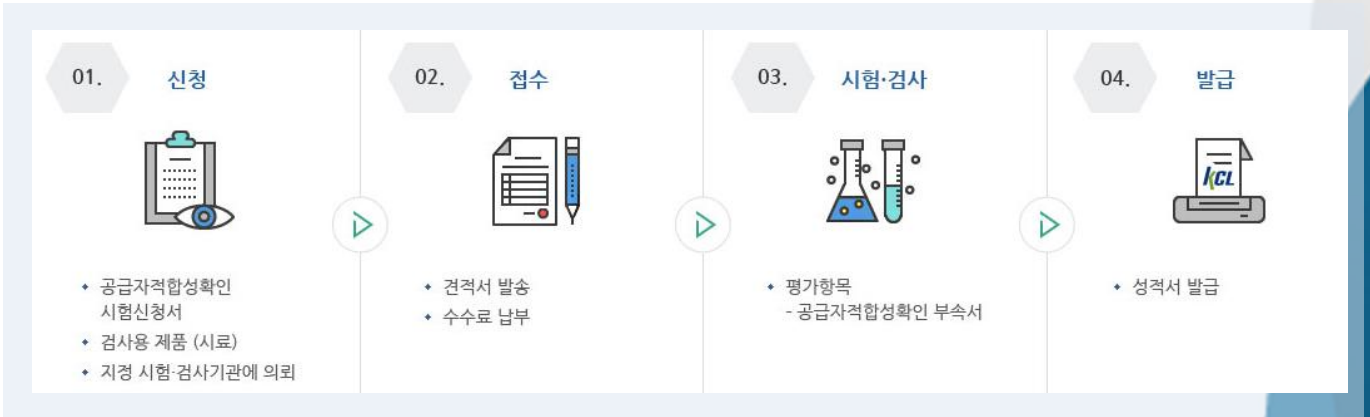 01. 신청
공급자적합성확인
시험신청서
검사용 제품 (시료)
지정 시험·검사기관에 의뢰
02. 접수
견적서 발송
수수료 납부
03. 시험·검사
평가항목
- 공급자적합성확인 부속서
04. 발급
KCL
성적서 발급